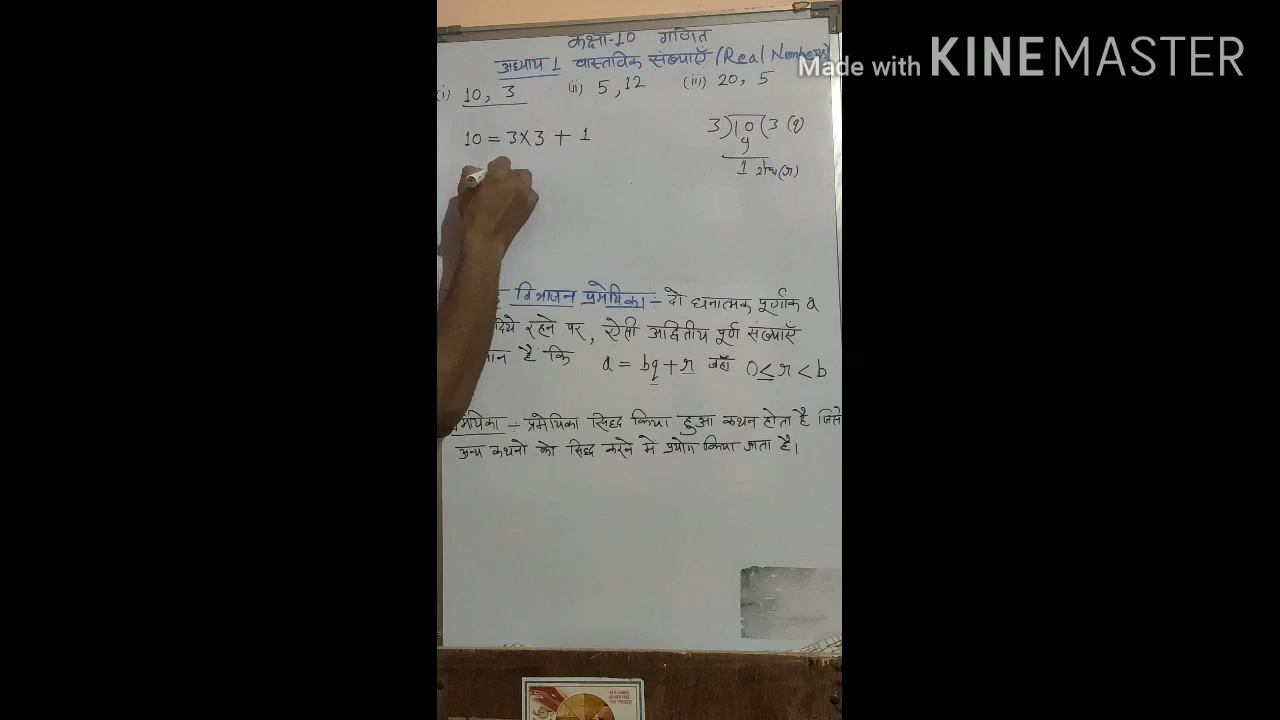 कक्षा-10 गणित
अध्याय 1 वास्तविक संख्याएँ (Real Numbers)
Made with KINEMASTER
(i) 10, 3 (ii) 5, 12 (iii) 20, 5
10 = 3×3 + 1
3)10(3 (q)
9
1 शेष (r)
विभाजन प्रमेयिका :- दो धनात्मक पूर्णांक a
दिये रहने पर, ऐसी अद्वितीय पूर्ण संख्याएँ
है कि a = bq + r जहाँ 0 ≤ r < b
प्रमेयिका :- प्रमेयिका सिद्ध किया हुआ कथन होता है जिसे
अन्य कथनो को सिद्ध करने मे प्रयोग किया जाता है।